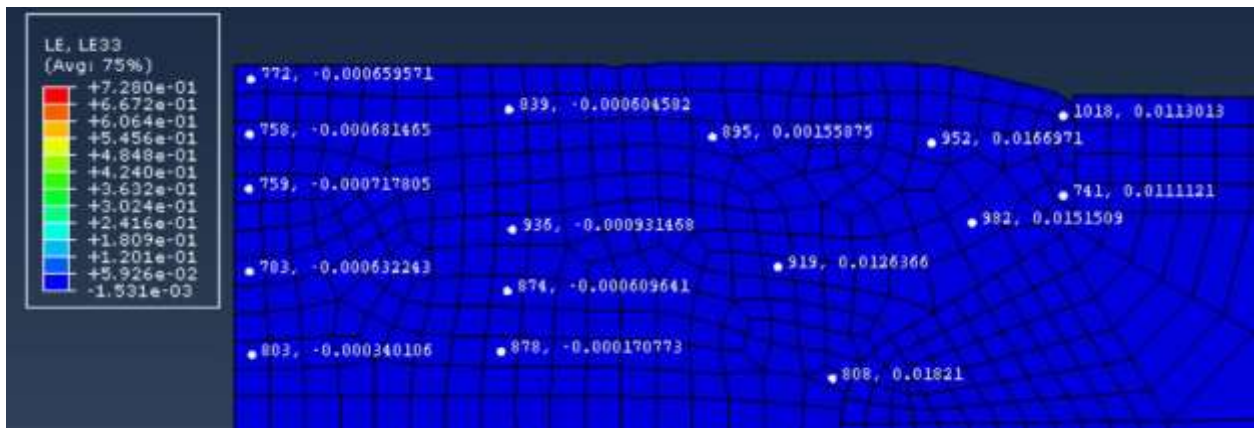 LE, LE33
(Avg: 75%)
+7.280e-01
+6.672e-01
+6.064e-01
+5.456e-01
+4.848e-01
+4.240e-01
+3.632e-01
+3.024e-01
+2.416e-01
+1.809e-01
+1.201e-01
+5.926e-02
-1.531e-03
772, -0.000659571
839, -0.000604582
1018, 0.0113013
758, -0.000681465
895, 0.00155875
952, 0.0166971
759, -0.000717805
741, 0.0111121
936, -0.000931468
982, 0.0151509
783, -0.000632243
919, 0.0126366
874, -0.000609641
803, -0.000340106
878, -0.000170773
808, 0.01821